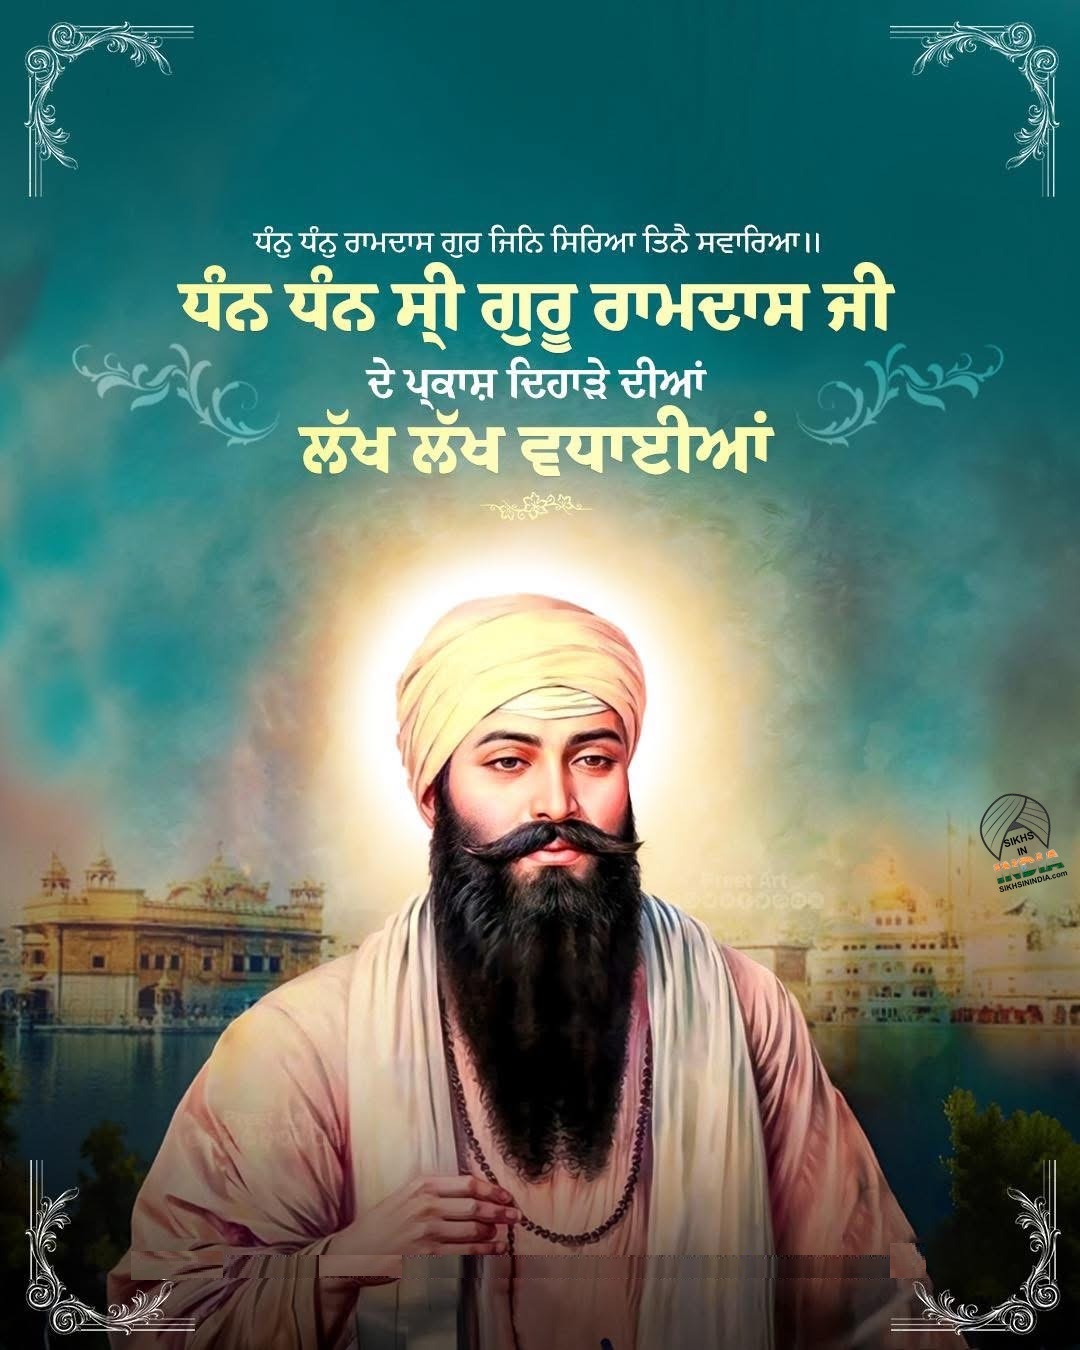 ਧੰਨੁ ਧੰਨੁ ਰਾਮਦਾਸ ਗੁਰ ਜਿਨਿ ਸਿਰਿਆ ਤਿਨੈ ਸਵਾਰਿਆ।।
ਧੰਨ ਧੰਨ ਸ੍ਰੀ ਗੁਰੂ ਰਾਮਦਾਸ ਜੀ
ਦੇ ਪ੍ਰਕਾਸ਼ ਦਿਹਾੜੇ ਦੀਆਂ
ਲੱਖ ਲੱਖ ਵਧਾਈਆਂ
SIKHS
IN
INDIA
SIKHSININDIA.com